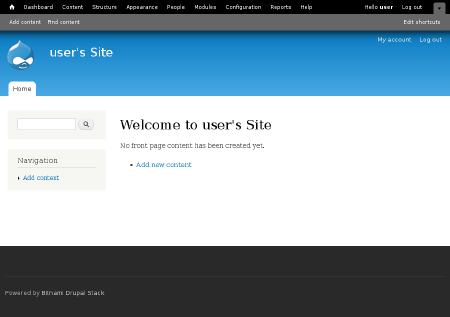 Dashboard Content Structure Appearance People Modules Configuration Reports Help Hello user Log out
Add content Find content Edit shortcuts
My account Log out
user's Site
Home
Welcome to user's Site
No front page content has been created yet.
Add new content
Navigation
Add content
Powered by Bitnami Drupal Stack